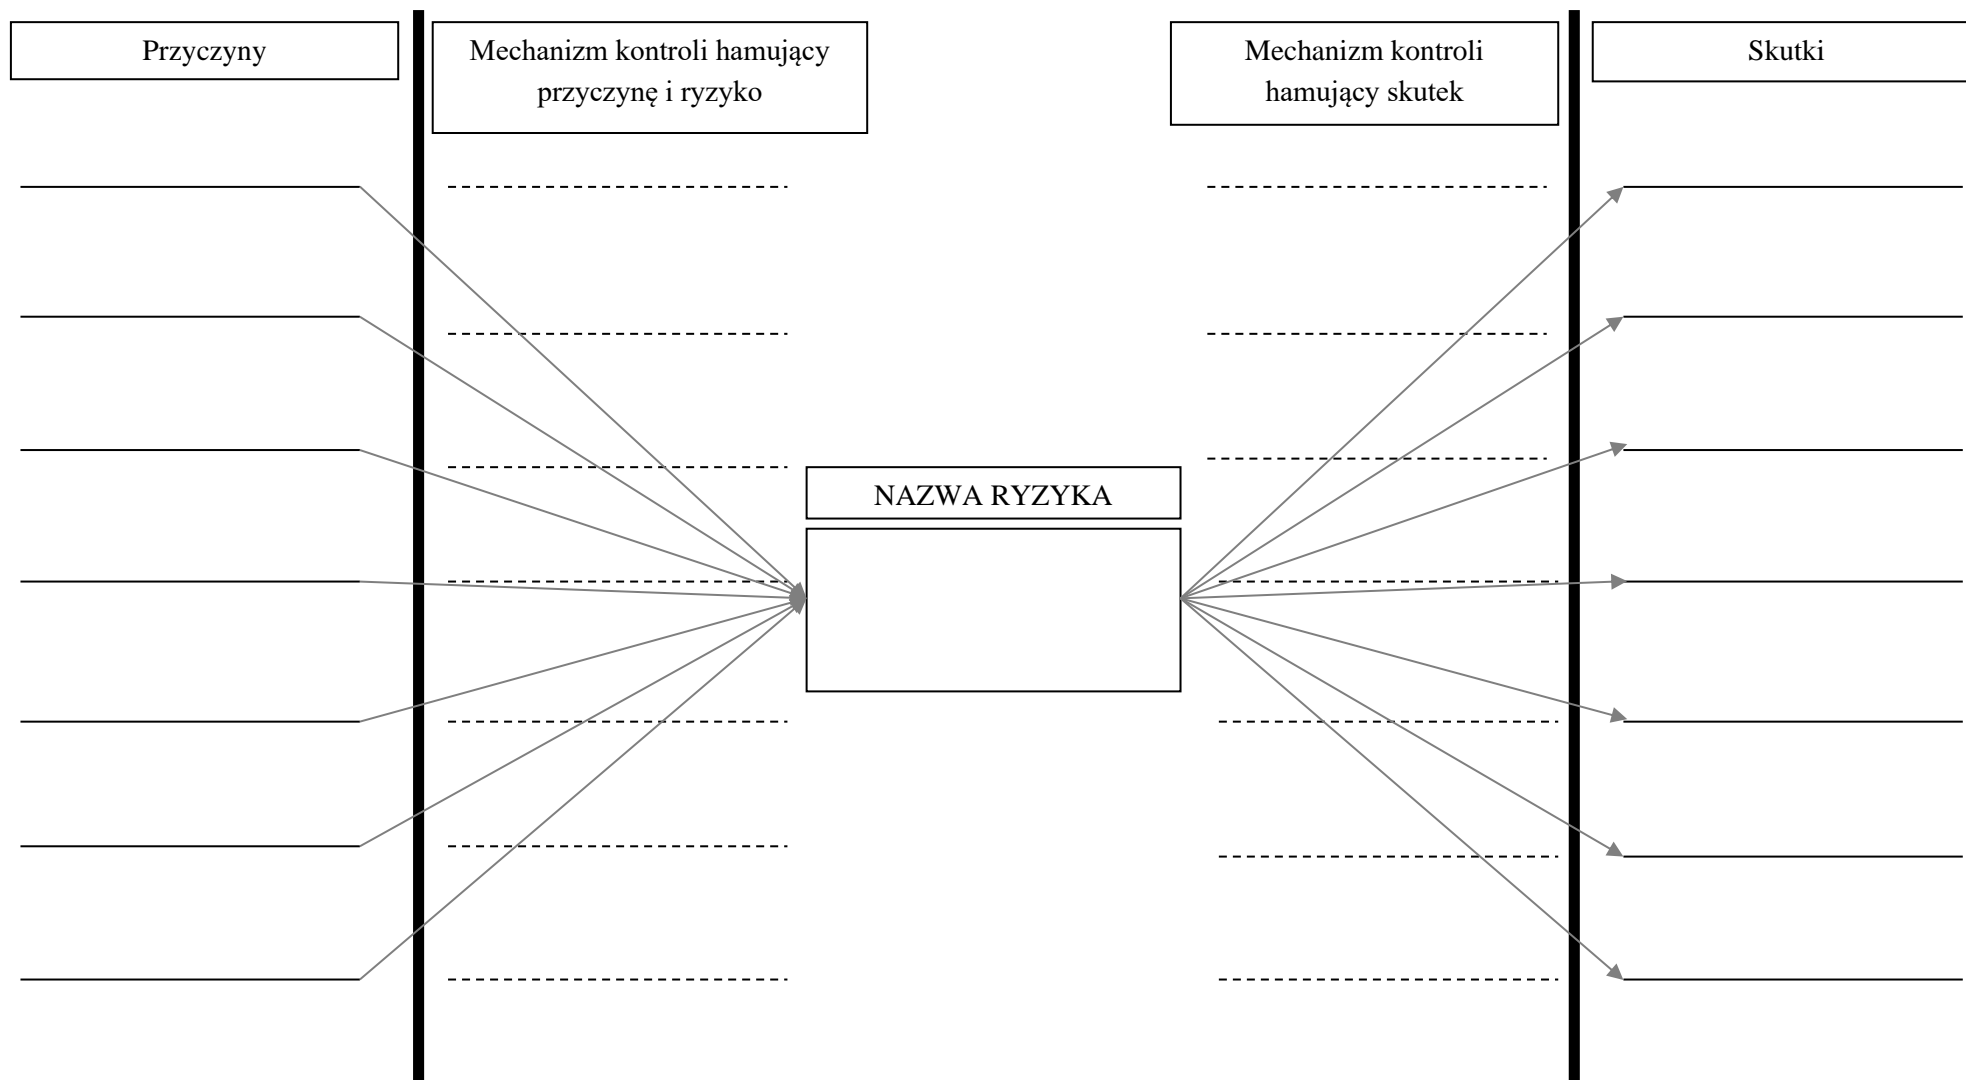 Przyczyny
Mechanizm kontroli hamujący
przyczynę i ryzyko
Mechanizm kontroli
hamujący skutek
Skutki
NAZWA RYZYKA